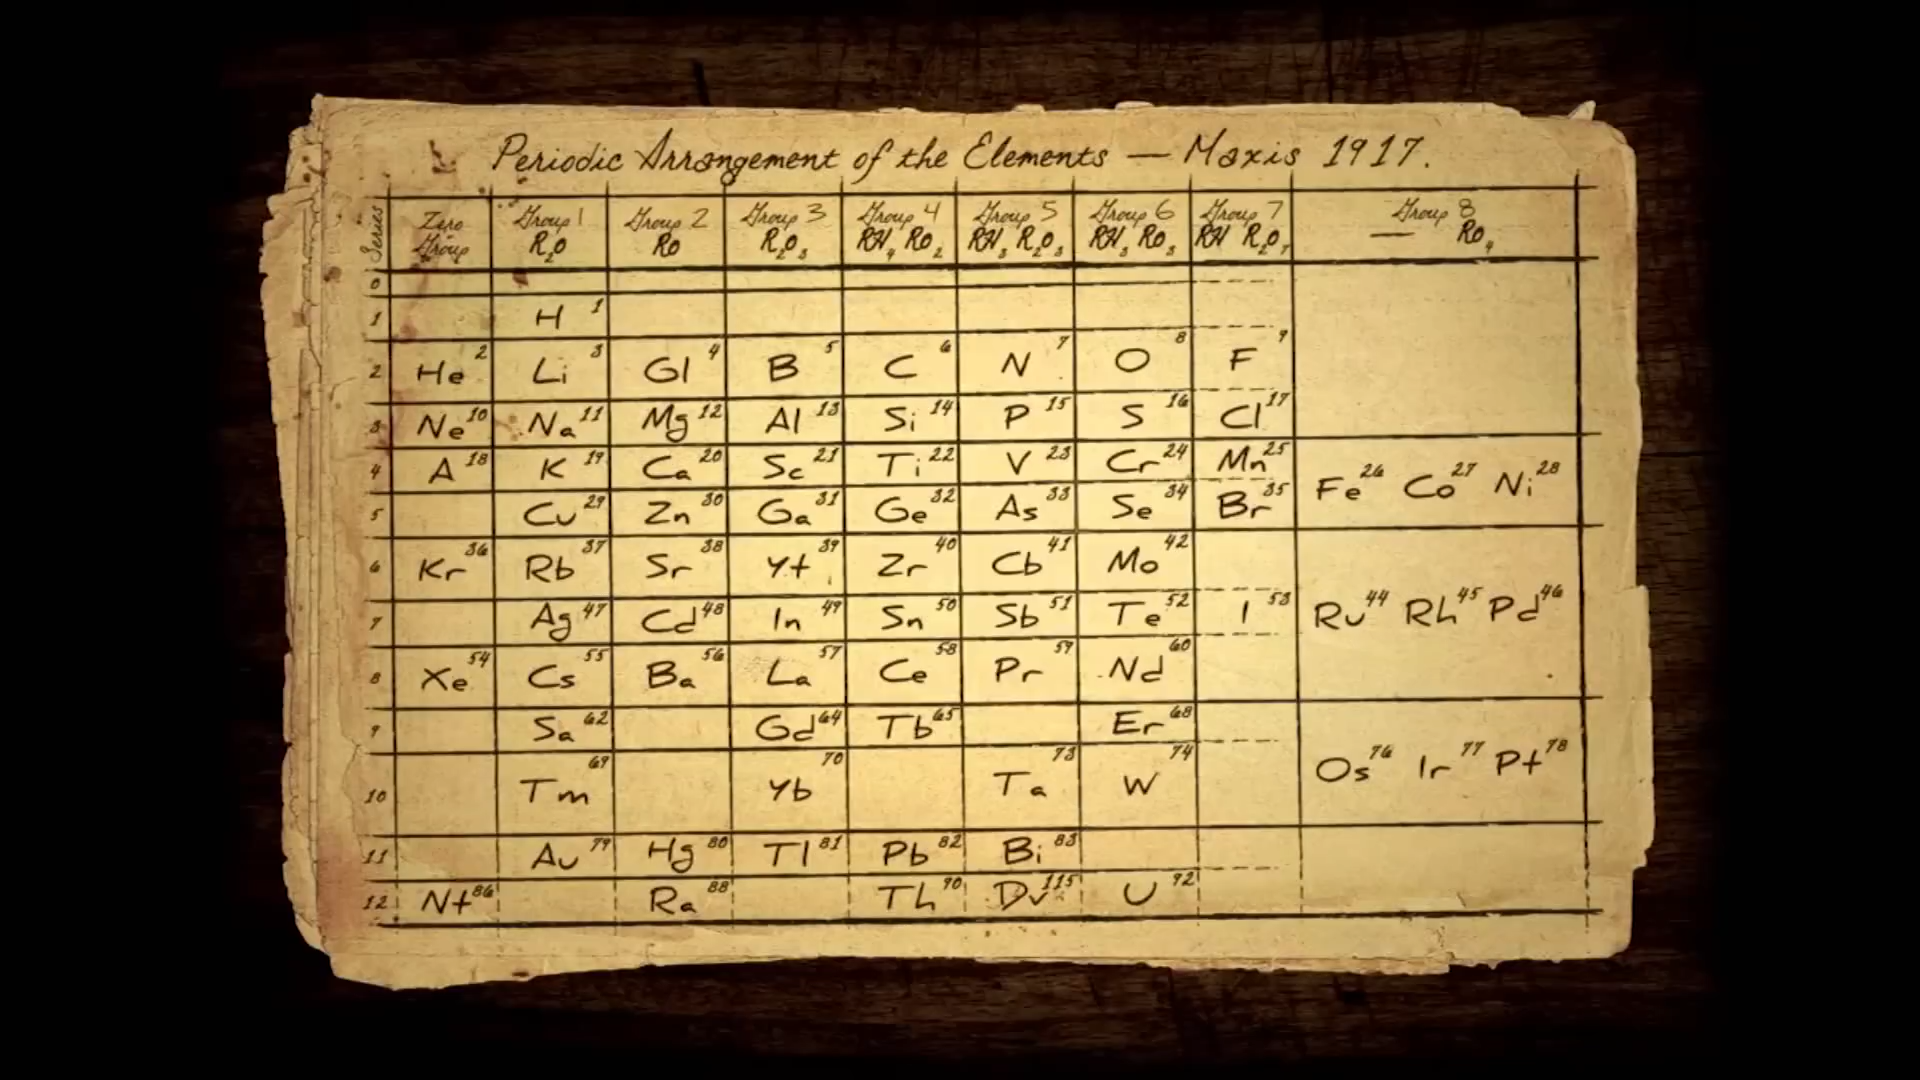 Periodic Arrangement of the Elements — Maxis 1917.
Series Zero Group Group 1 R₂O Group 2 RO Group 3 R₂O₃ Group 4 RH₄ RO₂ Group 5 RH₃ R₂O₅ Group 6 RH₃ RO₃ Group 7 RH R₂O₇ Group 8 — RO₄
0
1 H 1
2 He 2 Li 3 Gl 4 B 5 C 6 N 7 O 8 F 9
3 Ne 10 Na 11 Mg 12 Al 13 Si 14 P 15 S 16 Cl 17
4 A 18 K 19 Ca 20 Sc 21 Ti 22 V 23 Cr 24 Mn 25 Fe 26 Co 27 Ni 28
5 Cu 29 Zn 30 Ga 31 Ge 32 As 33 Se 34 Br 35
6 Kr 36 Rb 37 Sr 38 Yt 39 Zr 40 Cb 41 Mo 42
7 Ag 47 Cd 48 In 49 Sn 50 Sb 51 Te 52 I 53 Ru 44 Rh 45 Pd 46
8 Xe 54 Cs 55 Ba 56 La 57 Ce 58 Pr 59 Nd 60
9 Sa 62 Gd 64 Tb 65 Er 68
10 Tm 69 Yb 70 Ta 73 W 74 Os 76 Ir 77 Pt 78
11 Au 79 Hg 80 Tl 81 Pb 82 Bi 83
12 Nt 86 Ra 88 Th 90 Dv 115 U 92